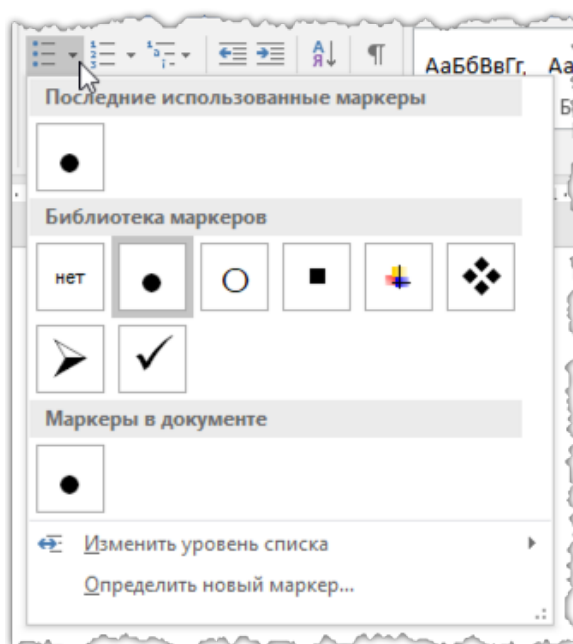 АаБбВвГг,
Последние использованные маркеры
Библиотека маркеров
нет
Маркеры в документе
Изменить уровень списка
Определить новый маркер...